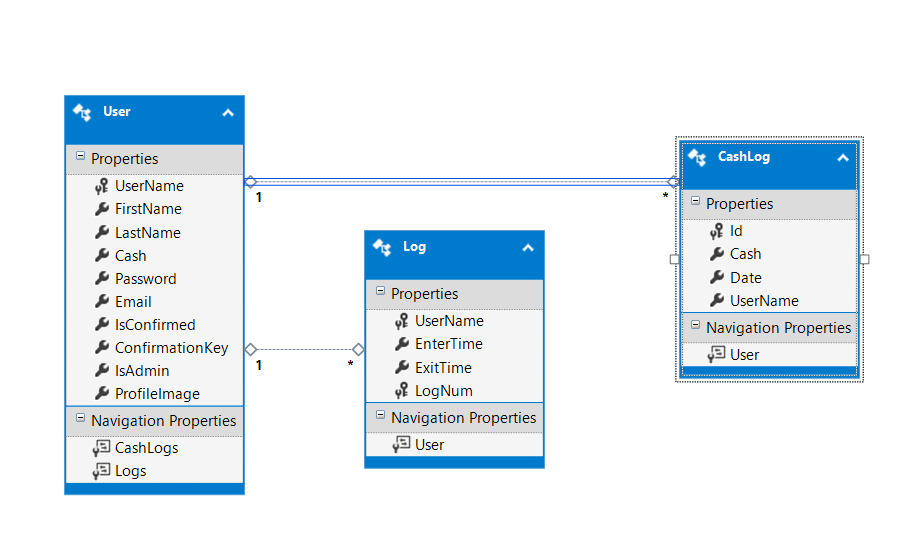 User
Properties
UserName
FirstName
LastName
Cash
Password
Email
IsConfirmed
ConfirmationKey
IsAdmin
ProfileImage
Navigation Properties
CashLogs
Logs
1
*
1
*
Log
Properties
UserName
EnterTime
ExitTime
LogNum
Navigation Properties
User
CashLog
Properties
Id
Cash
Date
UserName
Navigation Properties
User